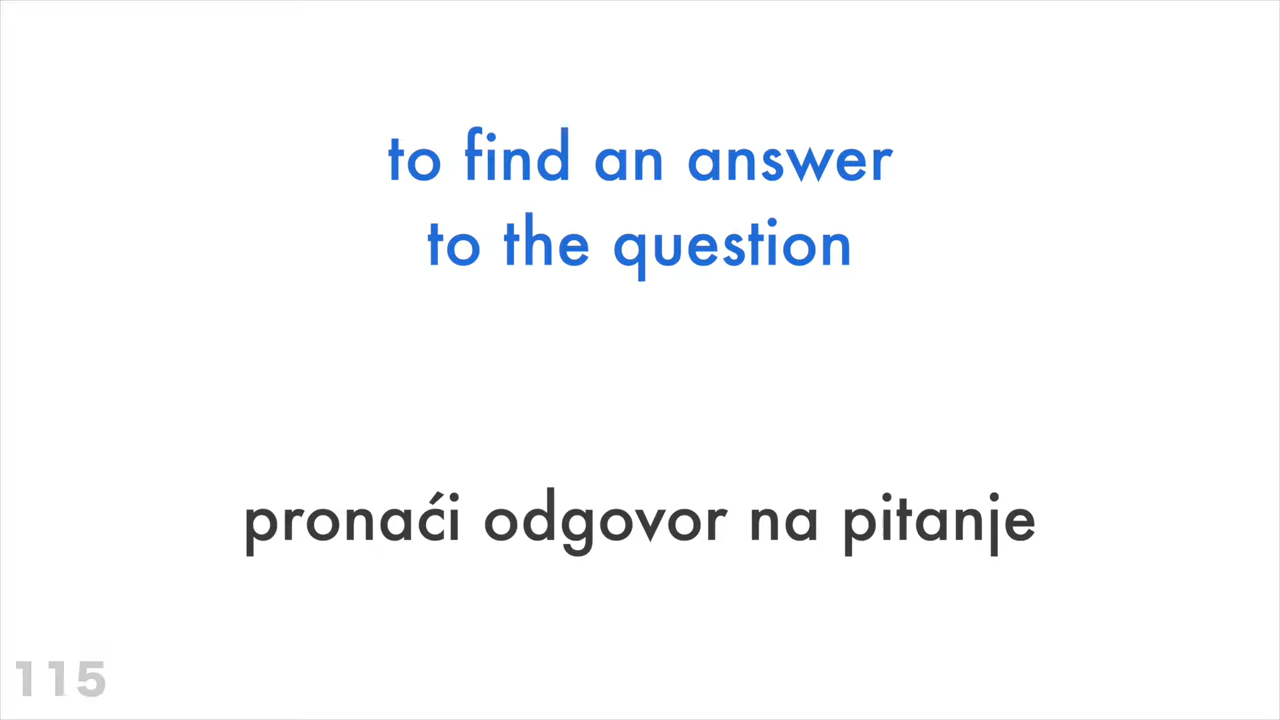 to find an answer
to the question
pronaći odgovor na pitanje
115